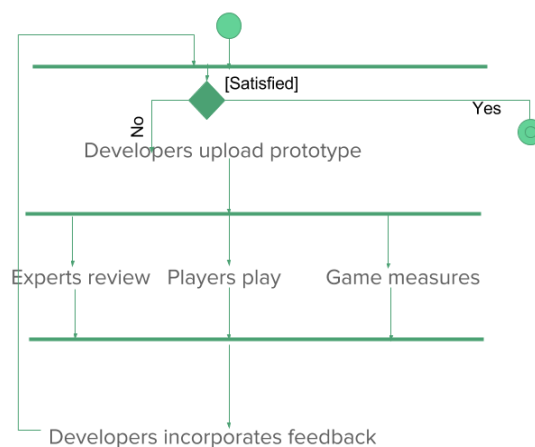 [Satisfied]
Yes
No
Developers upload prototype
Experts review
Players play
Game measures
Developers incorporates feedback